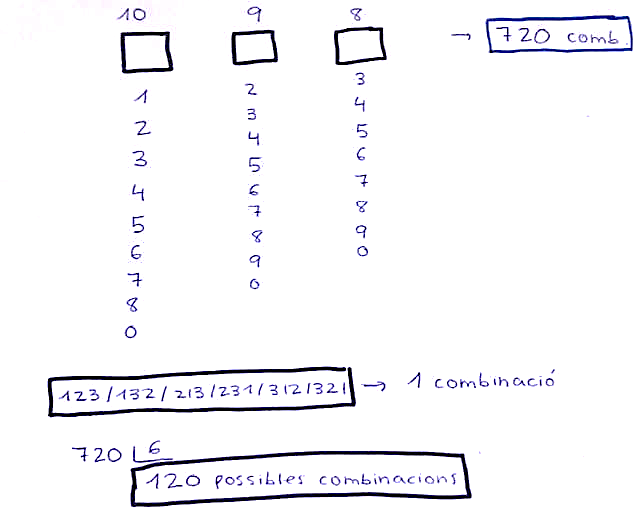 10 9 8
→ 720 comb.
1 2 3
2 3 4
3 4 5
4 5 6
5 6 7
6 7 8
7 8 9
8 9 0
0 0
123/132/213/231/312/321 → 1 combinació
720 6
120 possibles combinacions